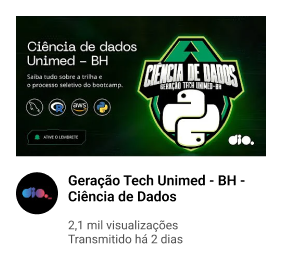 Ciência de dados
Unimed - BH
Saiba tudo sobre a trilha e
o processo seletivo do bootcamp.
aws
ATIVE O LEMBRETE
CIÊNCIA DE DADOS
GERAÇÃO TECH UNIMED-BH
dio.
dio.
Geração Tech Unimed - BH -
Ciência de Dados
2,1 mil visualizações
Transmitido há 2 dias